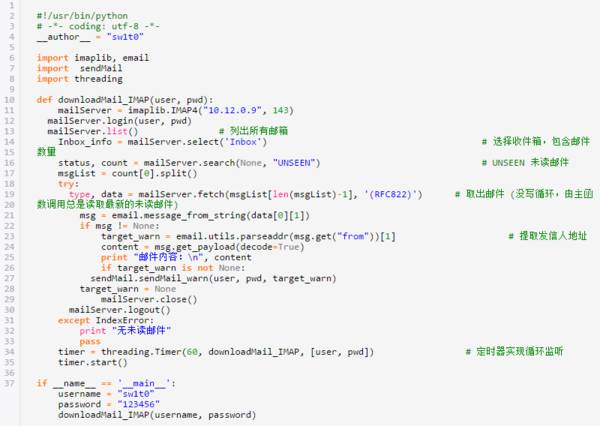 1
2 #!/usr/bin/python
3 # -*- coding: utf-8 -*-
4 __author__ = "sw1t0"
5
6 import imaplib, email
7 import  sendMail
8 import threading
9
10 def downloadMail_IMAP(user, pwd):
11 mailServer = imaplib.IMAP4("10.12.0.9", 143)
12 mailServer.login(user, pwd)
13 mailServer.list() # 列出所有邮箱
14 Inbox_info = mailServer.select('Inbox') # 选择收件箱，包含邮件
15 数量
16 status, count = mailServer.search(None, "UNSEEN") # UNSEEN 未读邮件
17 msgList = count[0].split()
18 try:
19 type, data = mailServer.fetch(msgList[len(msgList)-1], '(RFC822)') # 取出邮件 (没写循环，由主函
20 数调用总是读取最新的未读邮件)
21 msg = email.message_from_string(data[0][1])
22 if msg != None:
23 target_warn = email.utils.parseaddr(msg.get("from"))[1] # 提取发信人地址
24 content = msg.get_payload(decode=True)
25 print "邮件内容: \n", content
26 if target_warn is not None:
27 sendMail.sendMail_warn(user, pwd, target_warn)
28 target_warn = None
29 mailServer.close()
30 mailServer.logout()
31 except IndexError:
32 print "无未读邮件"
33 pass
34 timer = threading.Timer(60, downloadMail_IMAP, [user, pwd]) # 定时器实现循环监听
35 timer.start()
36
37 if __name__ == '__main__':
username = "sw1t0"
password = "123456"
downloadMail_IMAP(username, password)